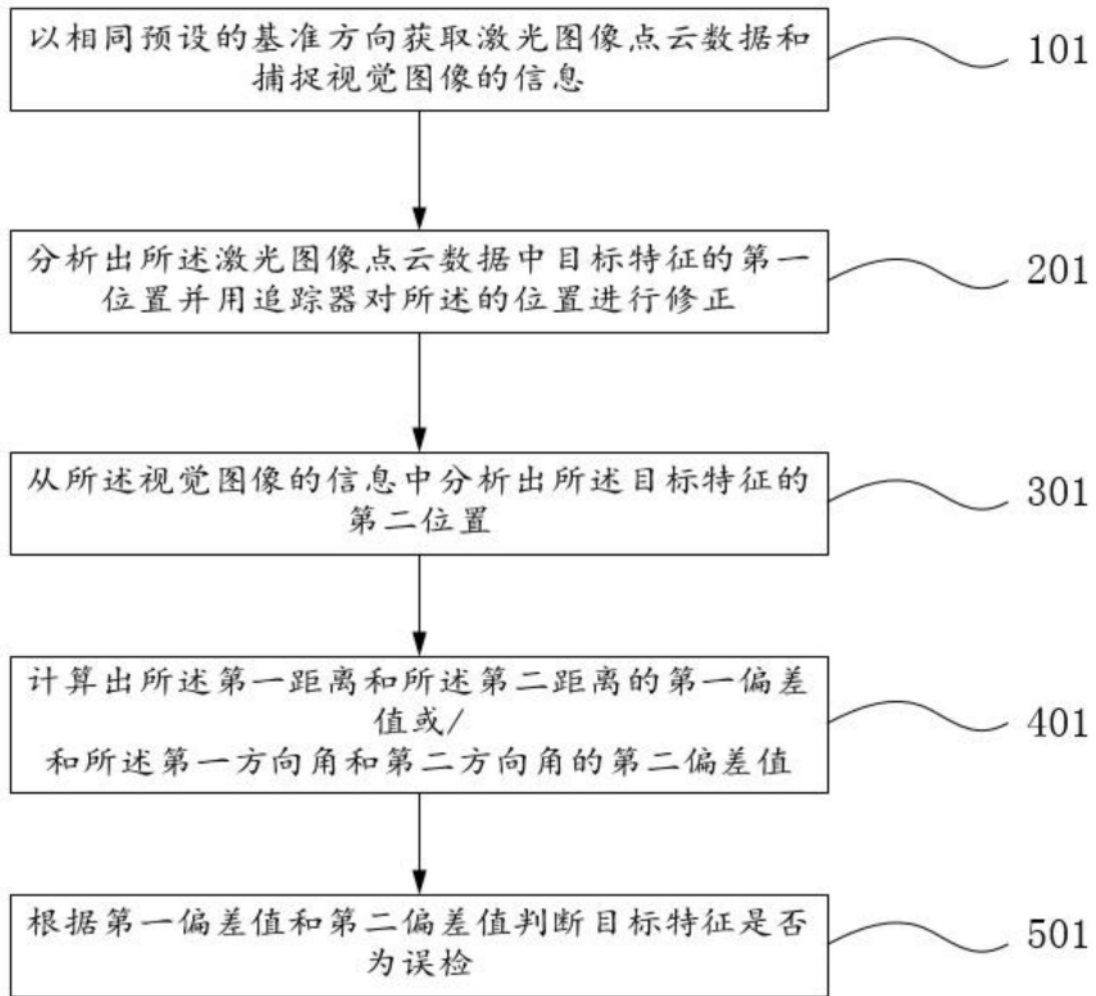 以相同预设的基准方向获取激光图像点云数据和
捕捉视觉图像的信息
101
分析出所述激光图像点云数据中目标特征的第一
位置并用追踪器对所述的位置进行修正
201
从所述视觉图像的信息中分析出所述目标特征的
第二位置
301
计算出所述第一距离和所述第二距离的第一偏差
值或/
和所述第一方向角和第二方向角的第二偏差值
401
根据第一偏差值和第二偏差值判断目标特征是否
为误检
501